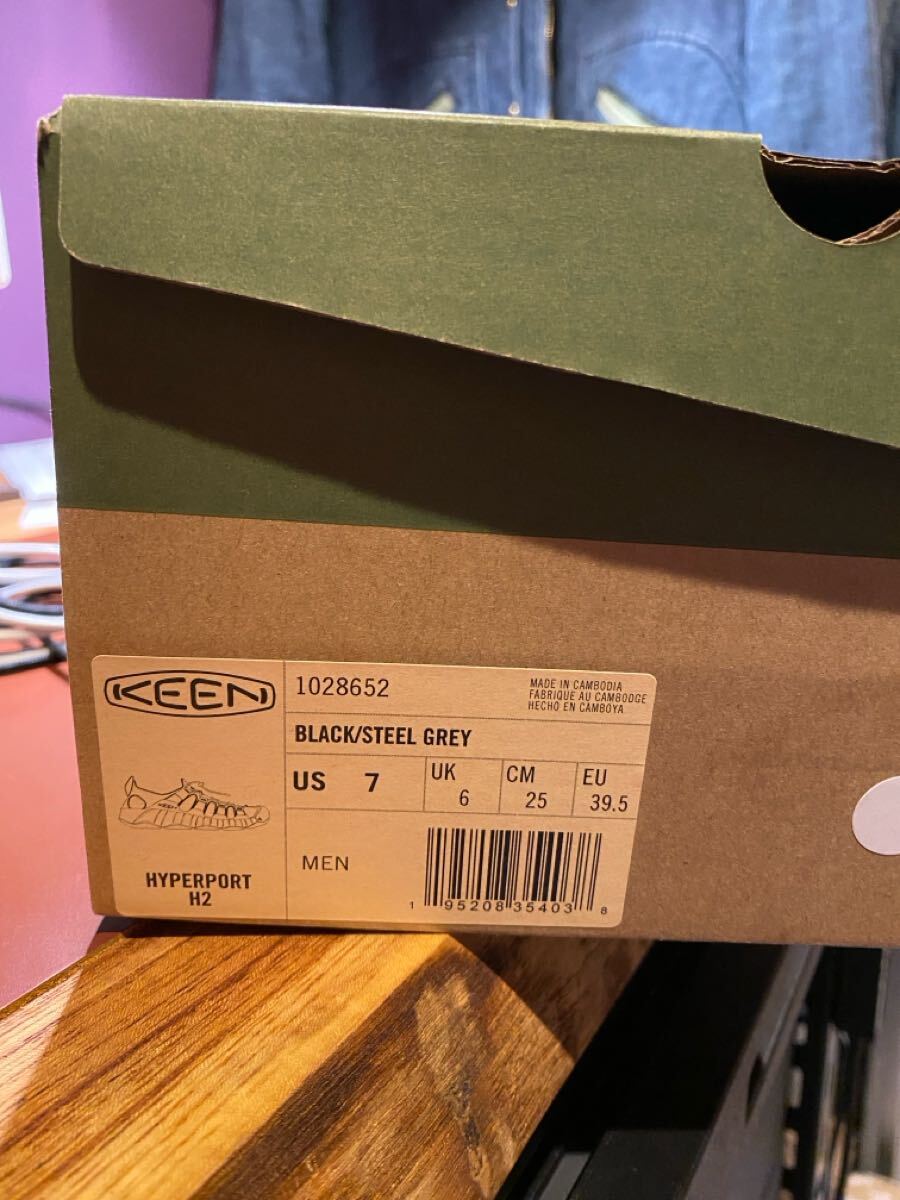 KEEN
1028652
MADE IN CAMBODIA
FABRIQUE AU CAMBODGE
HECHO EN CAMBOYA
BLACK/STEEL GREY
US 7
UK 6
CM 25
EU 39.5
MEN
HYPERPORT
H2
1 95208 35403 8